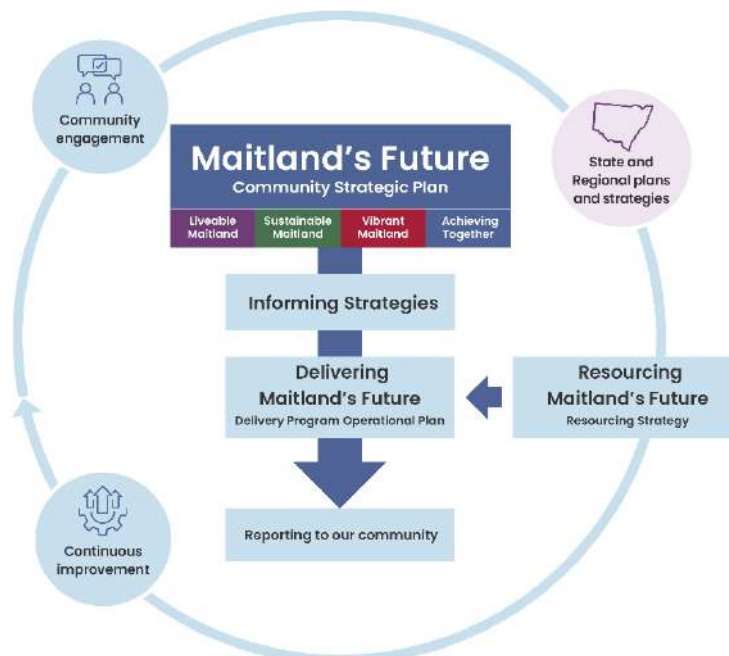 Community
engagement
Maitland's Future
Community Strategic Plan
Liveable
Maitland
Sustainable
Maitland
Vibrant
Maitland
Achieving
Together
State and
Regional plans
and strategies
Informing Strategies
Delivering
Maitland's Future
Delivery Program Operational Plan
Resourcing
Maitland's Future
Resourcing Strategy
Reporting to our community
Continuous
improvement